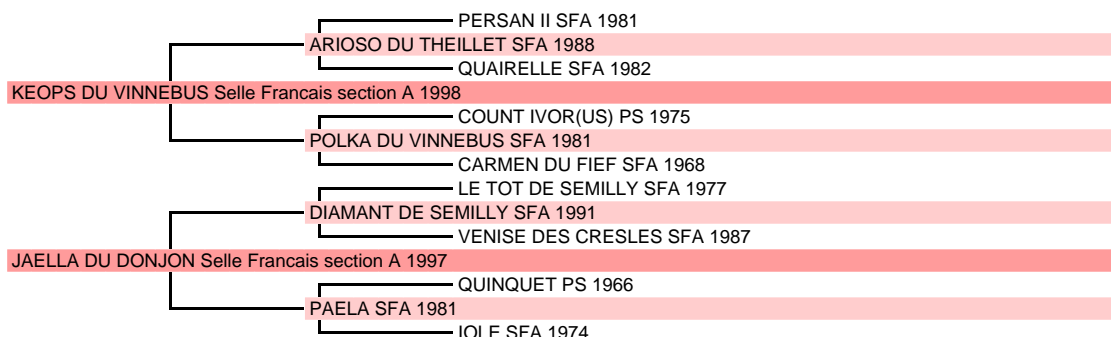 PERSAN II SFA 1981
ARIOSO DU THEILLET SFA 1988
QUAIRELLE SFA 1982
KEOPS DU VINNEBUS Selle Francais section A 1998
COUNT IVOR(US) PS 1975
POLKA DU VINNEBUS SFA 1981
CARMEN DU FIEF SFA 1968
LE TOT DE SEMILLY SFA 1977
DIAMANT DE SEMILLY SFA 1991
VENISE DES CRESLES SFA 1987
JAELLA DU DONJON Selle Francais section A 1997
QUINQUET PS 1966
PAELA SFA 1981
IOLE SFA 1974